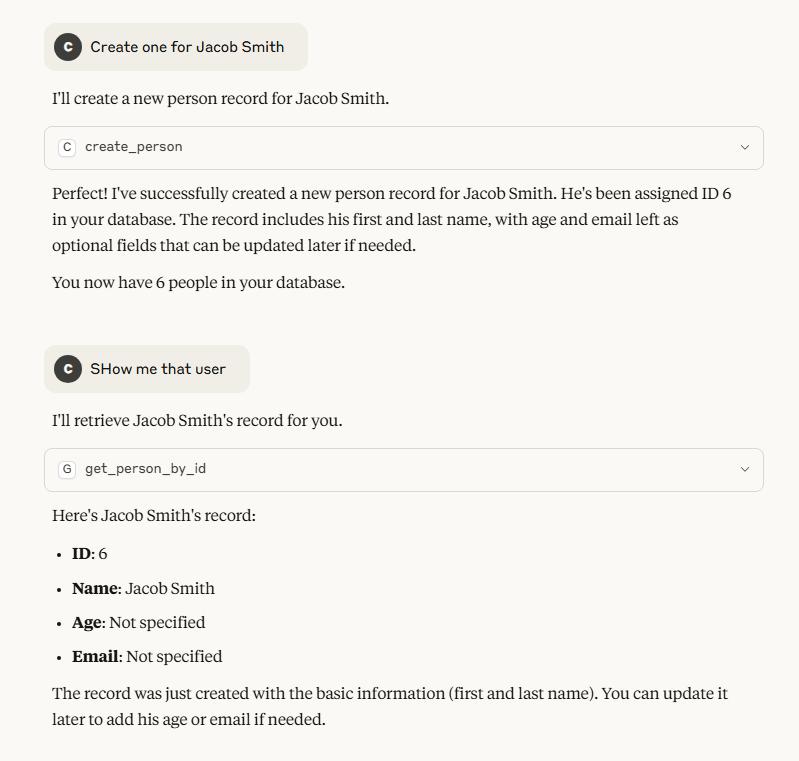 C Create one for Jacob Smith
I'll create a new person record for Jacob Smith.
C create_person
Perfect! I've successfully created a new person record for Jacob Smith. He's been assigned ID 6
in your database. The record includes his first and last name, with age and email left as
optional fields that can be updated later if needed.
You now have 6 people in your database.
C SHow me that user
I'll retrieve Jacob Smith's record for you.
G get_person_by_id
Here's Jacob Smith's record:
• ID: 6
• Name: Jacob Smith
• Age: Not specified
• Email: Not specified
The record was just created with the basic information (first and last name). You can update it
later to add his age or email if needed.